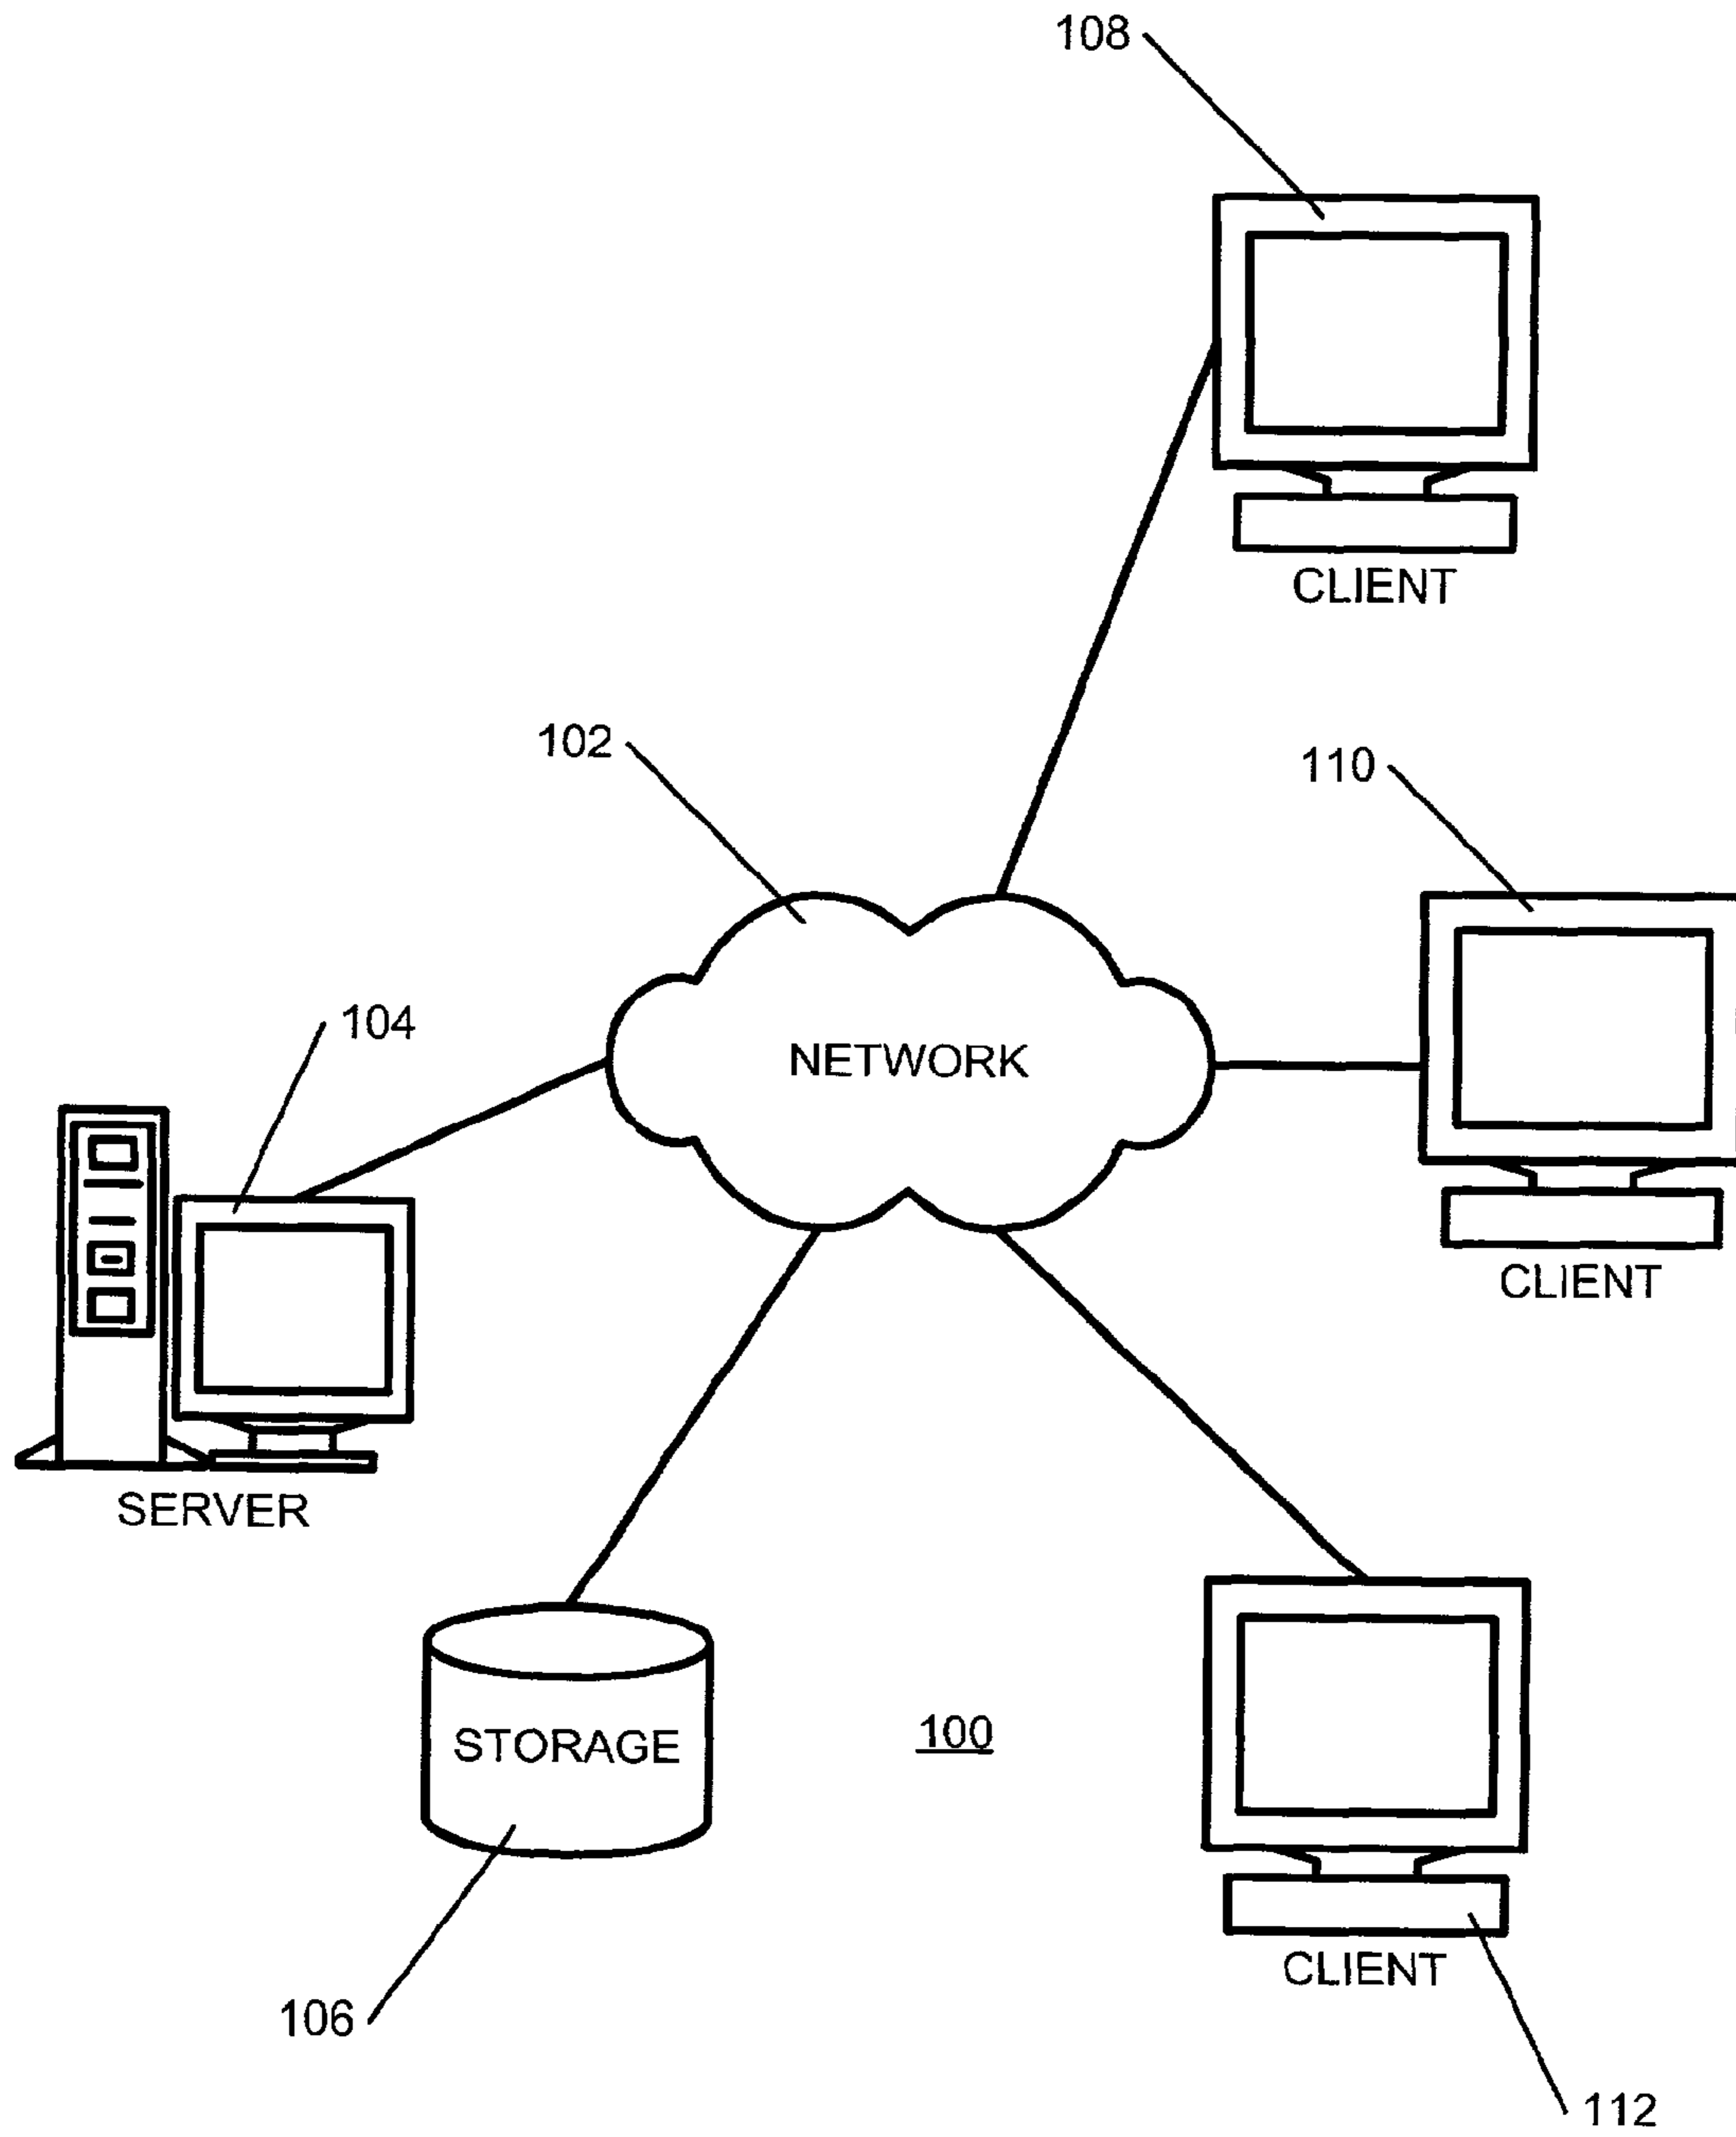 108
CLIENT
102
110
104
NETWORK
CLIENT
SERVER
STORAGE
100
CLIENT
106
112